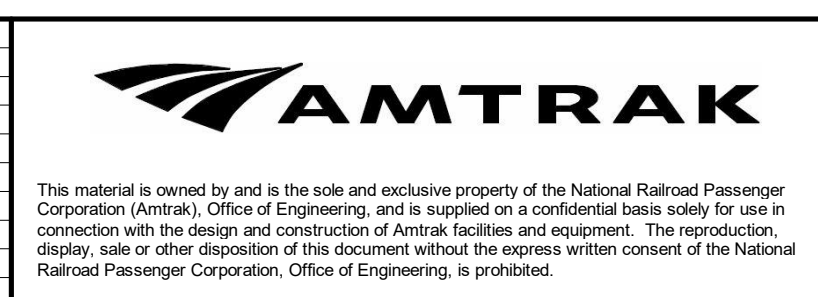 AMTRAK
This material is owned by and is the sole and exclusive property of the National Railroad Passenger
Corporation (Amtrak), Office of Engineering, and is supplied on a confidential basis solely for use in
connection with the design and construction of Amtrak facilities and equipment.  The reproduction,
display, sale or other disposition of this document without the express written consent of the National
Railroad Passenger Corporation, Office of Engineering, is prohibited.